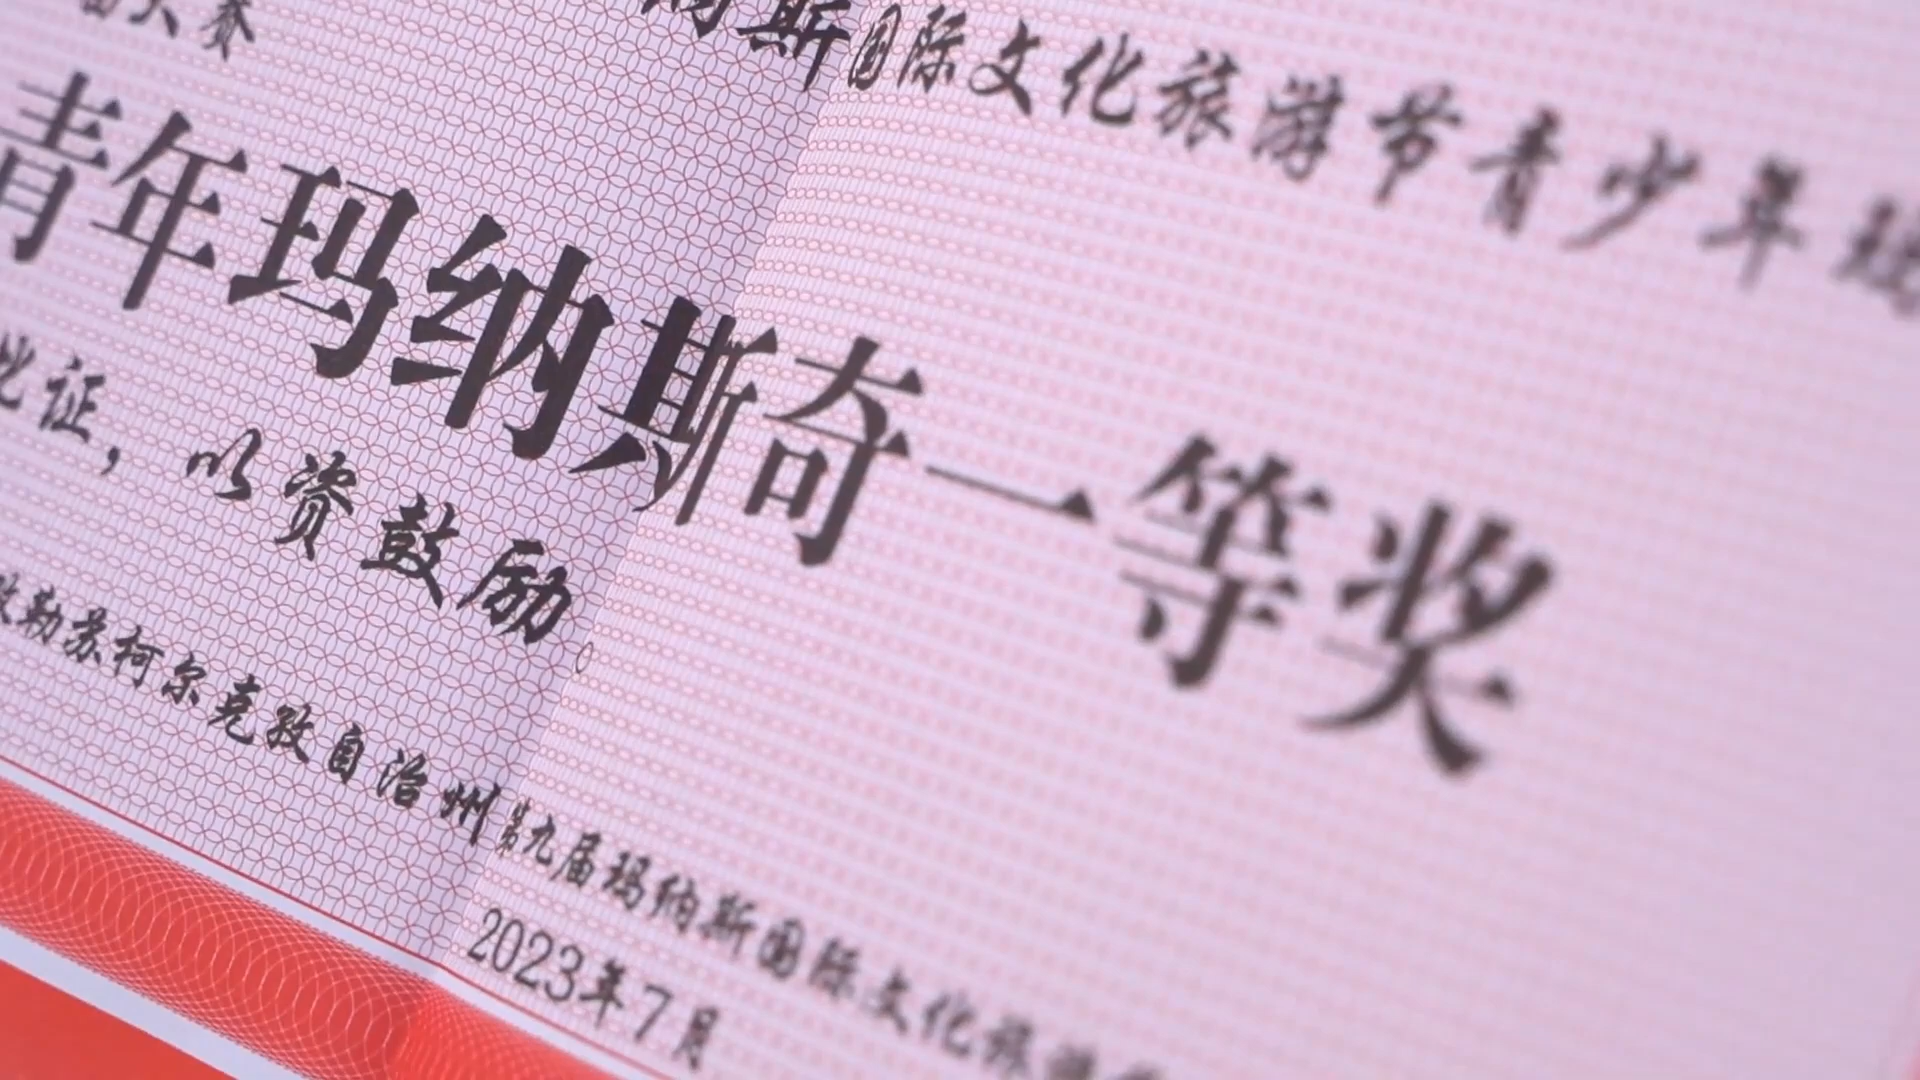 纳斯国际文化旅游节青少年玛
大赛
青年玛纳斯奇一等奖
此证，以资鼓励。
孜勒苏柯尔克孜自治州第九届玛纳斯国际文化旅游
2023年7月